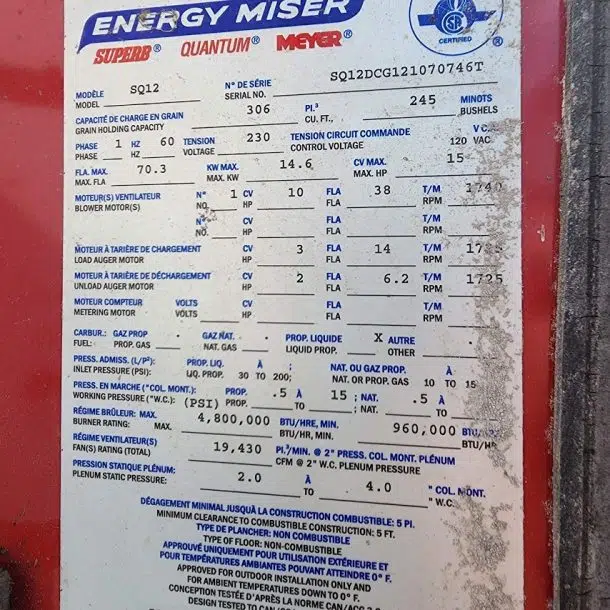 ENERGY MISER
SUPERB® QUANTUM® MEYER®
CERTIFIED ®
MODÈLE SQ12 N° DE SÉRIE SQ12DCG121070746T
MODEL SERIAL NO.
CAPACITÉ DE CHARGE EN GRAIN 306 PI.³ 245 MINOTS
GRAIN HOLDING CAPACITY CU. FT., BUSHELS
PHASE 1 HZ 60 TENSION 230 TENSION CIRCUIT COMMANDE V C.
PHASE HZ VOLTAGE CONTROL VOLTAGE 120 VAC
FLA. MAX. 70.3 KW MAX. 14.6 CV MAX. 15
MAX. FLA MAX. KW MAX. HP
MOTEUR(S) VENTILATEUR N° 1 CV 10 FLA 38 T/M 1740
BLOWER MOTOR(S) NO. HP FLA RPM
N° CV FLA T/M
NO. HP FLA RPM
MOTEUR À TARIÈRE DE CHARGEMENT CV 3 FLA 14 T/M 1725
LOAD AUGER MOTOR HP FLA RPM
MOTEUR À TARIÈRE DE DÉCHARGEMENT CV 2 FLA 6.2 T/M 1725
UNLOAD AUGER MOTOR HP FLA RPM
MOTEUR COMPTEUR VOLTS CV FLA T/M
METERING MOTOR VOLTS HP FLA RPM
CARBUR.: GAZ PROP . GAZ NAT. . PROP. LIQUIDE X AUTRE .
FUEL: PROP. GAS NAT. GAS LIQUID PROP. OTHER
PRESS. ADMISS. (L/P²): PROP. LIQ. À ; NAT. OU GAZ PROP. À
INLET PRESSURE (PSI): LIQ. PROP. 30 TO 200; NAT. OR PROP. GAS 10 TO 15
PRESS. EN MARCHE ("COL. MONT.): PROP. .5 À 15 ; NAT. .5 À
WORKING PRESSURE ("W.C.): (PSI) PROP. TO ; NAT. TO
RÉGIME BRÛLEUR: MAX. 4,800,000 BTU/HRE, MIN. 960,000 BTU/HRE
BURNER RATING: MAX. BTU/HR, MIN. BTU/HR
RÉGIME VENTILATEUR(S) 19,430 PI.³/MIN. @ 2" PRESS. COL. MONT. PLÉNUM
FAN(S) RATING (TOTAL) CFM @ 2" W.C. PLENUM PRESSURE
PRESSION STATIQUE PLÉNUM: 2.0 À 4.0 " COL. MONT.
PLENUM STATIC PRESSURE: TO " W.C.
DÉGAGEMENT MINIMAL JUSQU'À LA CONSTRUCTION COMBUSTIBLE: 5 PI.
MINIMUM CLEARANCE TO COMBUSTIBLE CONSTRUCTION: 5 FT.
TYPE DE PLANCHER: NON COMBUSTIBLE
TYPE OF FLOOR: NON-COMBUSTIBLE
APPROUVÉ UNIQUEMENT POUR UTILISATION EXTÉRIEURE ET
POUR TEMPÉRATURES AMBIANTES POUVANT ATTEINDRE 0° F.
APPROVED FOR OUTDOOR INSTALLATION ONLY AND
FOR AMBIENT TEMPERATURES DOWN TO 0° F.
CONCEPTION TESTÉE D'APRÈS LA NORME CAN/ACG
DESIGN TESTED TO